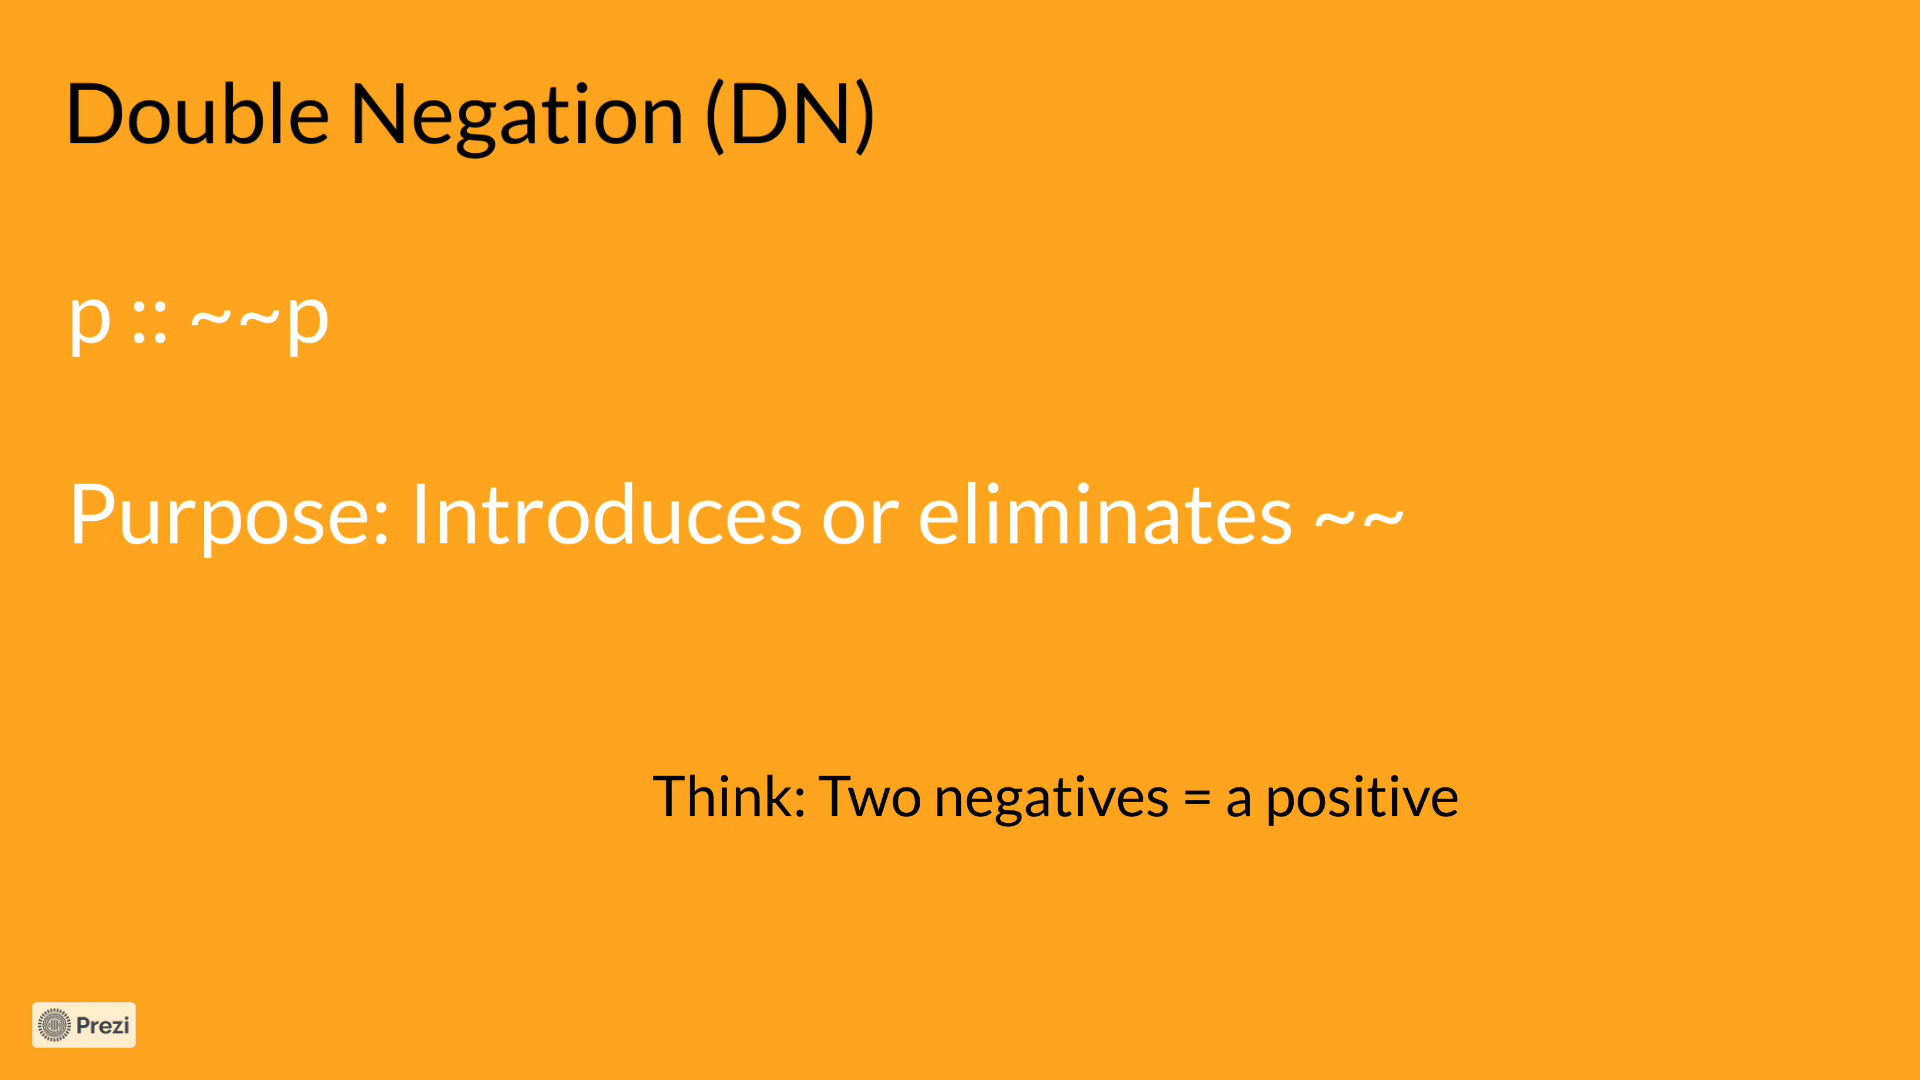 Double Negation (DN)
p :: ~~p
Purpose: Introduces or eliminates ~~
Think: Two negatives = a positive
Prezi